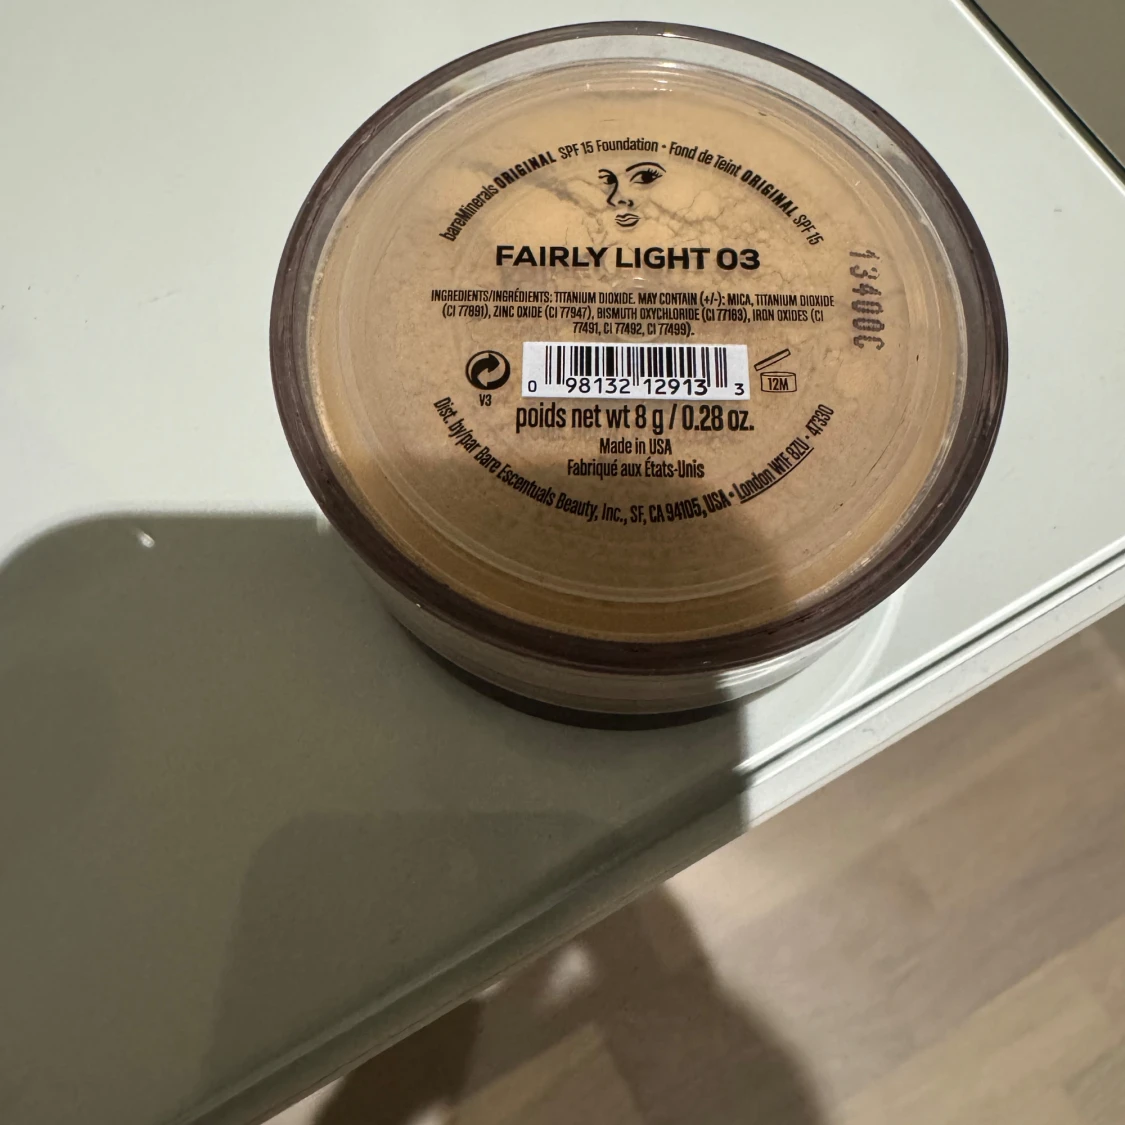 bareMinerals ORIGINAL SPF 15 Foundation • Fond de Teint ORIGINAL SPF 15
FAIRLY LIGHT 03
INGREDIENTS/INGRÉDIENTS: TITANIUM DIOXIDE. MAY CONTAIN (+/-): MICA, TITANIUM DIOXIDE
(CI 77891), ZINC OXIDE (CI 77947), BISMUTH OXYCHLORIDE (CI 77163), IRON OXIDES (CI
77491, CI 77492, CI 77499).
13400C
V3
0 98132 12913 3
12M
poids net wt 8 g / 0.28 oz.
Made in USA
Fabriqué aux États-Unis
Dist. by/par Bare Escentuals Beauty, Inc., SF, CA 94105, USA • London W1F 8ZU • 47330